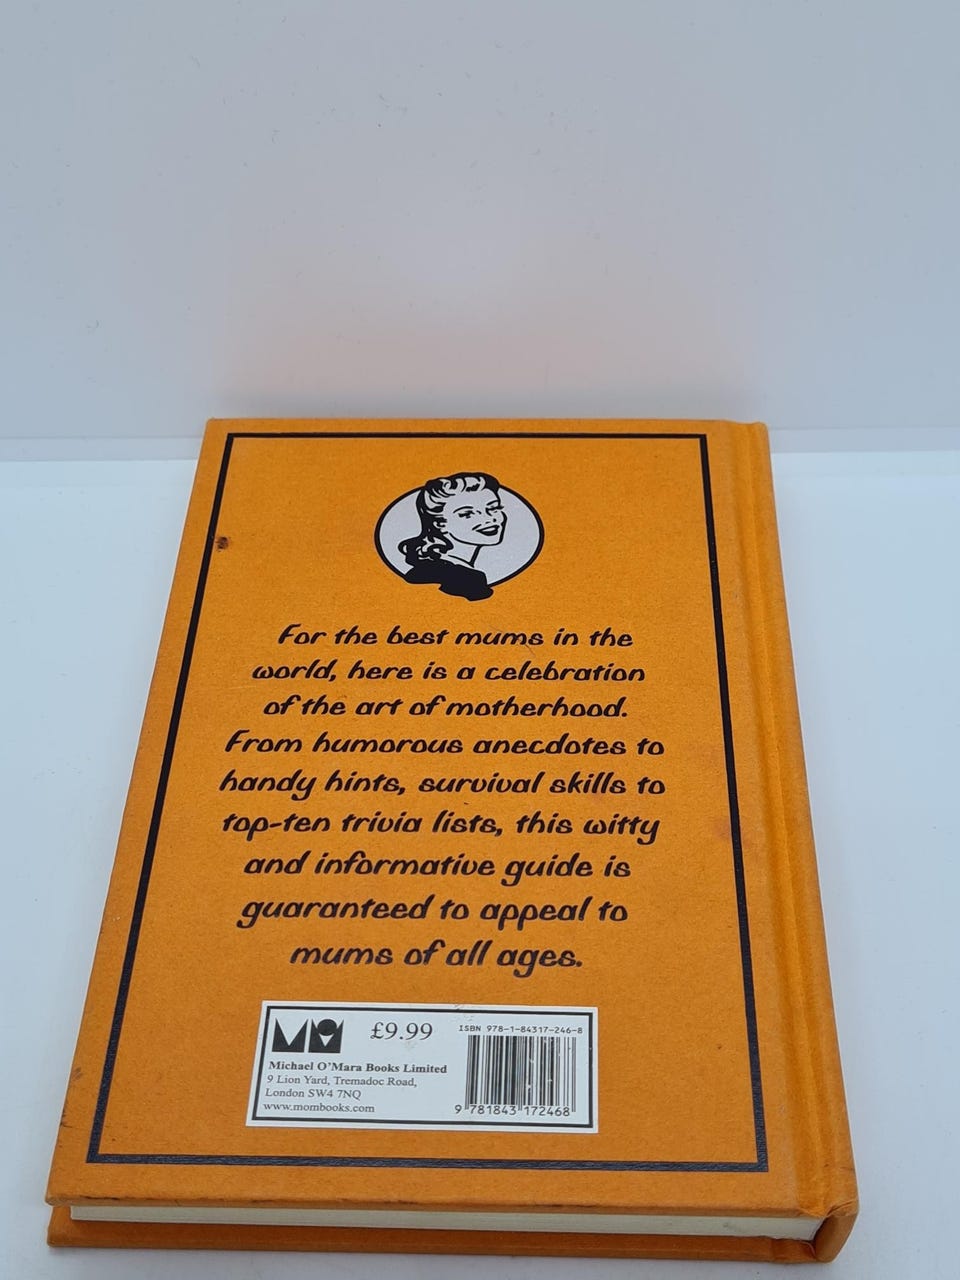 For the best mums in the
world, here is a celebration
of the art of motherhood.
From humorous anecdotes to
handy hints, survival skills to
top-ten trivia lists, this witty
and informative guide is
guaranteed to appeal to
mums of all ages.
£9.99
Michael O'Mara Books Limited
9 Lion Yard, Tremadoc Road,
London SW4 7NQ
www.mombooks.com
ISBN 978-1-84317-246-8
9 781843 172468